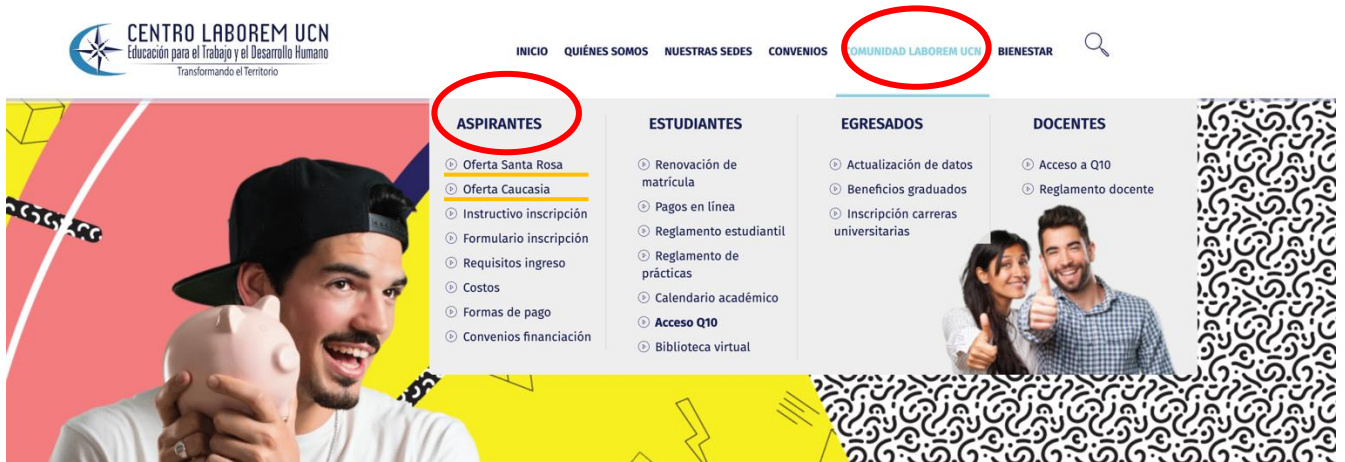 CENTRO LABOREM UCN
Educación para el Trabajo y el Desarrollo Humano
Transformando el Territorio
INICIO QUIÉNES SOMOS NUESTRAS SEDES CONVENIOS COMUNIDAD LABOREM UCN BIENESTAR
ASPIRANTES
Oferta Santa Rosa
Oferta Caucasia
Instructivo inscripción
Formulario inscripción
Requisitos ingreso
Costos
Formas de pago
Convenios financiación
ESTUDIANTES
Renovación de
matrícula
Pagos en línea
Reglamento estudiantil
Reglamento de
prácticas
Calendario académico
Acceso Q10
Biblioteca virtual
EGRESADOS
Actualización de datos
Beneficios graduados
Inscripción carreras
universitarias
DOCENTES
Acceso a Q10
Reglamento docente